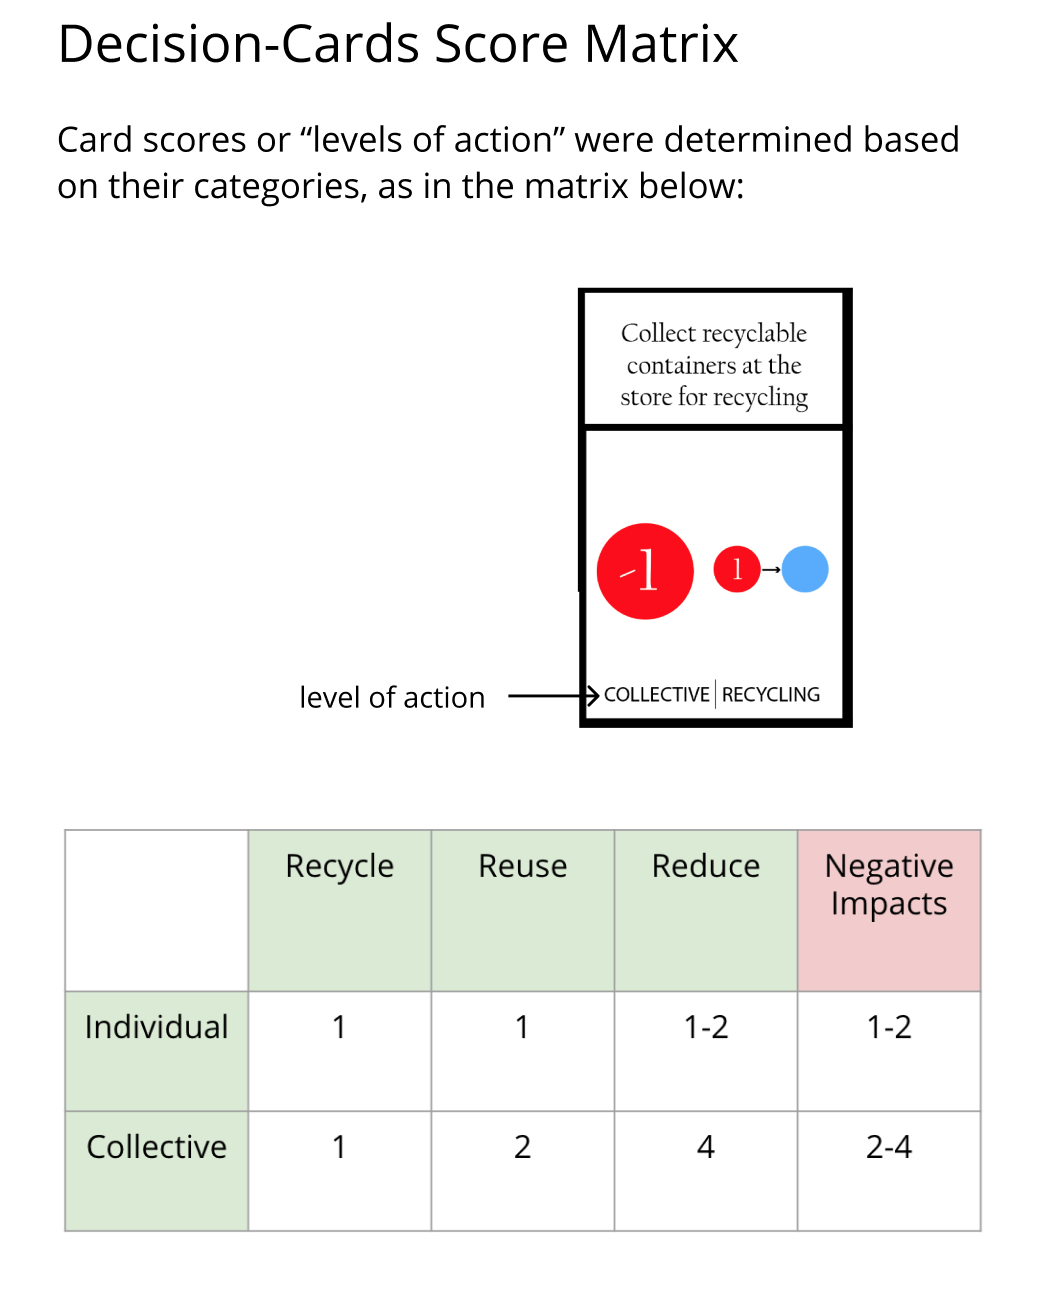 Decision-Cards Score Matrix
Card scores or “levels of action” were determined based
on their categories, as in the matrix below:
Collect recyclable
containers at the
store for recycling
-1
1
level of action
COLLECTIVE RECYCLING
Recycle Reuse Reduce Negative
Impacts
Individual 1 1 1-2 1-2
Collective 1 2 4 2-4